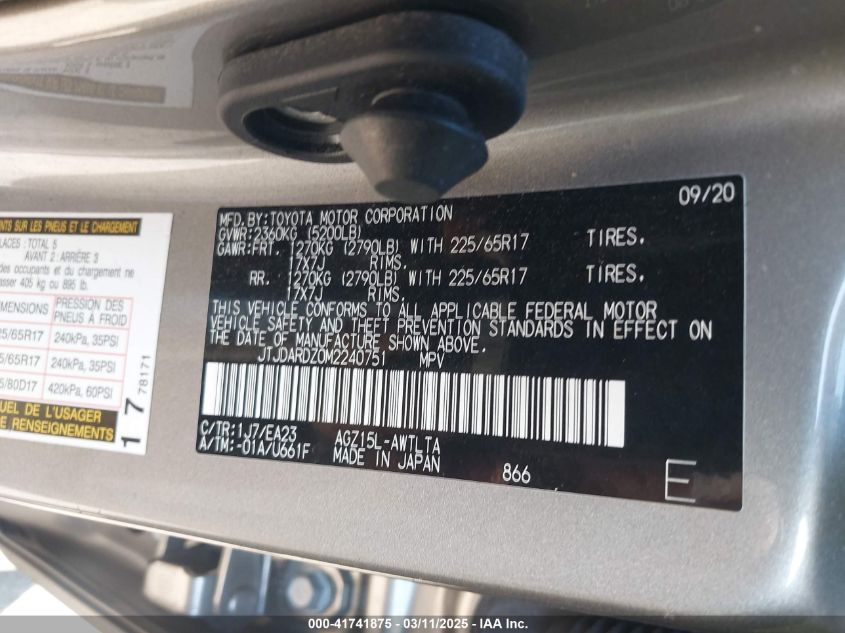 09/20
MFD. BY:TOYOTA MOTOR CORPORATION
GVWR:2360KG (5200LB)
GAWR:FRT. 1270KG (2790LB) WITH 225/65R17 TIRES.
17X7J RIMS.
RR. 1270KG (2790LB) WITH 225/65R17 TIRES.
17X7J RIMS.
THIS VEHICLE CONFORMS TO ALL APPLICABLE FEDERAL MOTOR
VEHICLE SAFETY AND THEFT PREVENTION STANDARDS IN EFFECT ON
THE DATE OF MANUFACTURE SHOWN ABOVE.
JTJDARDZ0M2240751 MPV
C/TR:1J7/EA23 AGZ15L-AWTLTA
A/TM:-01A/U661F MADE IN JAPAN 866
E
NTS SUR LES PNEUS ET LE CHARGEMENT
LACES : TOTAL 5
AVANT 2 : ARRIÈRE 3
des occupants et du chargement ne
asser 405 kg ou 895 lb.
MENSIONS PRESSION DES PNEUS À FROID
25/65R17 240kPa, 35PSI
5/65R17 240kPa, 35PSI
5/80D17 420kPa, 60PSI
UEL DE L'USAGER
DE RENSEIGNEMENTS
17 78171
000-41741875 — 03/11/2025 — IAAI.com